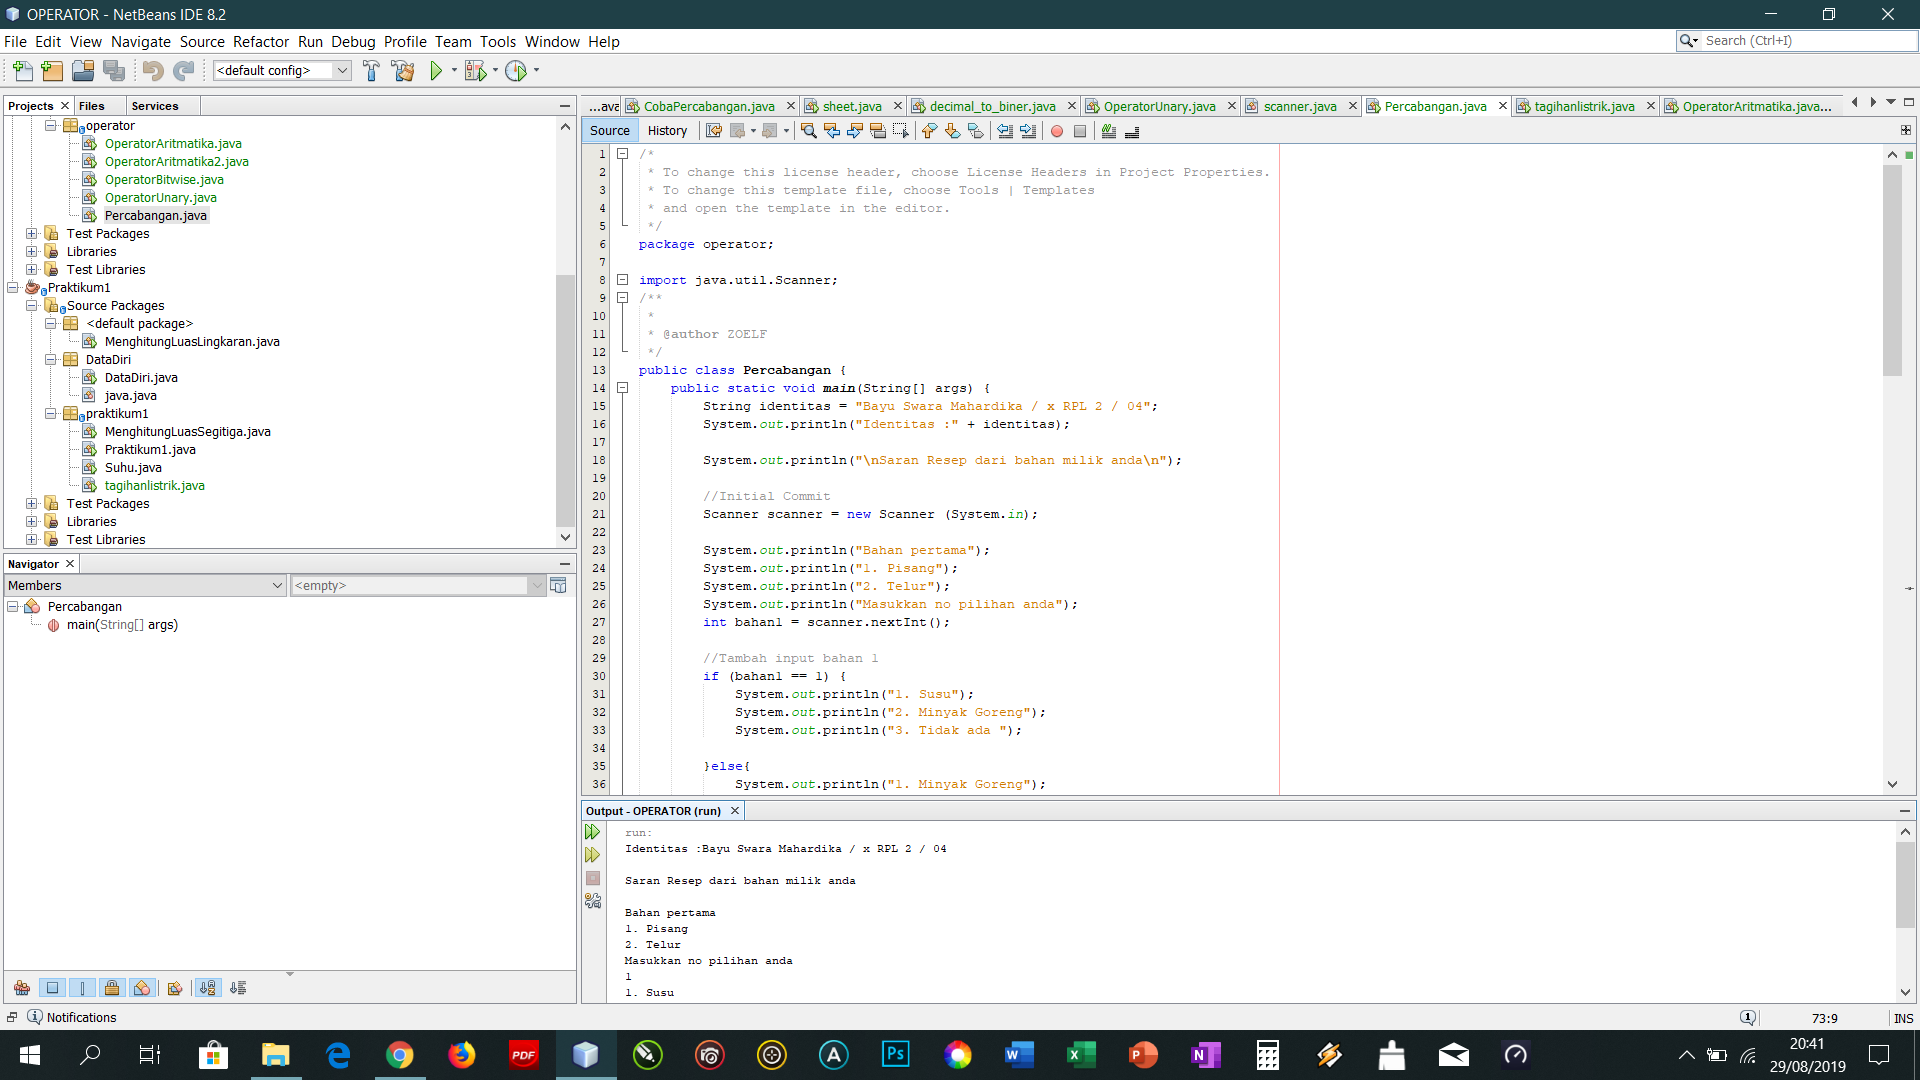 OPERATOR - NetBeans IDE 8.2
File Edit View Navigate Source Refactor Run Debug Profile Team Tools Window Help
Search (Ctrl+I)
<default config>
Projects Files Services
operator
OperatorAritmatika.java
OperatorAritmatika2.java
OperatorBitwise.java
OperatorUnary.java
Percabangan.java
Test Packages
Libraries
Test Libraries
Praktikum1
Source Packages
<default package>
MenghitungLuasLingkaran.java
DataDiri
DataDiri.java
java.java
praktikum1
MenghitungLuasSegitiga.java
Praktikum1.java
Suhu.java
tagihanlistrik.java
Test Packages
Libraries
Test Libraries
Navigator
Members <empty>
Percabangan
main(String[] args)
...ava CobaPercabangan.java sheet.java decimal_to_biner.java OperatorUnary.java scanner.java Percabangan.java tagihanlistrik.java OperatorAritmatika.java...
Source History
1 /*
2 * To change this license header, choose License Headers in Project Properties.
3 * To change this template file, choose Tools | Templates
4 * and open the template in the editor.
5 */
6 package operator;
7
8 import java.util.Scanner;
9 /**
10 *
11 * @author ZOELF
12 */
13 public class Percabangan {
14 public static void main(String[] args) {
15 String identitas = "Bayu Swara Mahardika / x RPL 2 / 04";
16 System.out.println("Identitas :" + identitas);
17
18 System.out.println("\nSaran Resep dari bahan milik anda\n");
19
20 //Initial Commit
21 Scanner scanner = new Scanner (System.in);
22
23 System.out.println("Bahan pertama");
24 System.out.println("1. Pisang");
25 System.out.println("2. Telur");
26 System.out.println("Masukkan no pilihan anda");
27 int bahan1 = scanner.nextInt();
28
29 //Tambah input bahan 1
30 if (bahan1 == 1) {
31 System.out.println("1. Susu");
32 System.out.println("2. Minyak Goreng");
33 System.out.println("3. Tidak ada ");
34
35 }else{
36 System.out.println("1. Minyak Goreng");
Output - OPERATOR (run)
run:
Identitas :Bayu Swara Mahardika / x RPL 2 / 04
Saran Resep dari bahan milik anda
Bahan pertama
1. Pisang
2. Telur
Masukkan no pilihan anda
1
1. Susu
Notifications
73:9 INS
PDF
Ps
20:41
29/08/2019